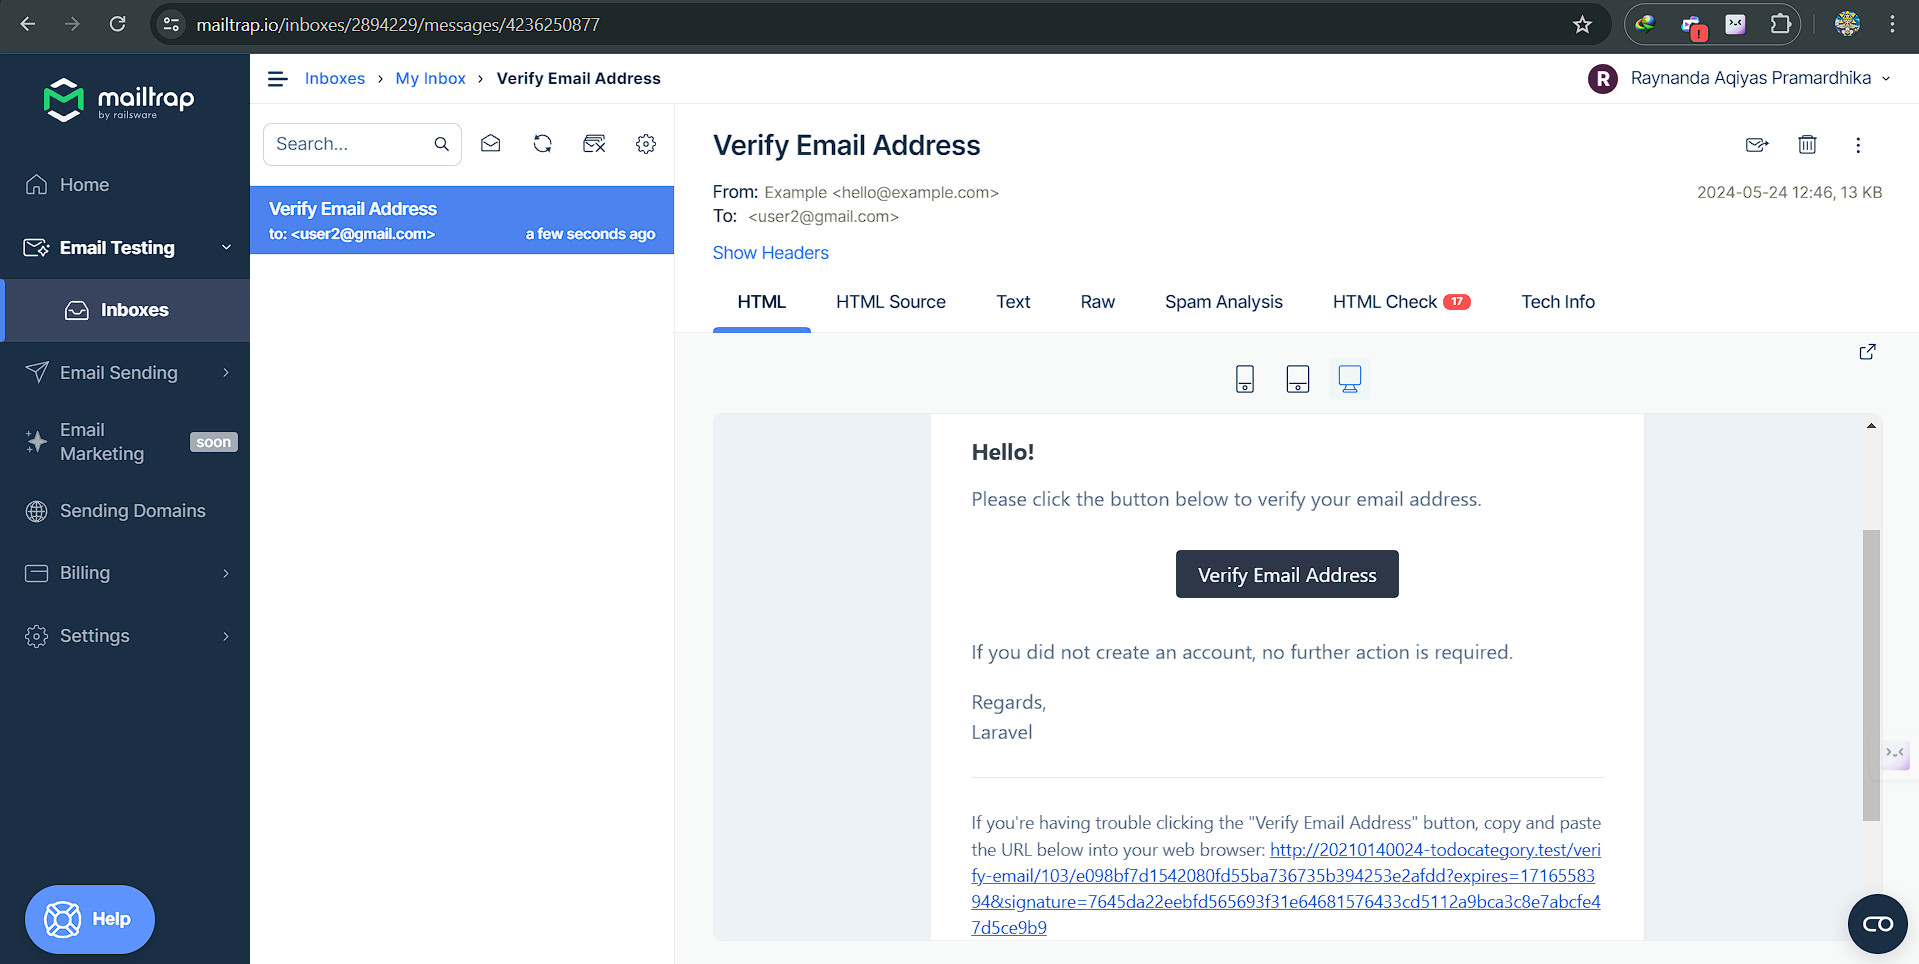 mailtrap.io/inboxes/2894229/messages/4236250877
mailtrap
by railsware
Home
Email Testing
Inboxes
Email Sending
Email
Marketing
soon
Sending Domains
Billing
Settings
Help
Inboxes › My Inbox › Verify Email Address
R Raynanda Aqiyas Pramardhika
Search...
Verify Email Address
to: <user2@gmail.com> a few seconds ago
Verify Email Address
From: Example <hello@example.com> 2024-05-24 12:46, 13 KB
To: <user2@gmail.com>
Show Headers
HTML HTML Source Text Raw Spam Analysis HTML Check 17 Tech Info
Hello!
Please click the button below to verify your email address.
Verify Email Address
If you did not create an account, no further action is required.
Regards,
Laravel
If you're having trouble clicking the "Verify Email Address" button, copy and paste
the URL below into your web browser: http://20210140024-todocategory.test/veri
fy-email/103/e098bf7d1542080fd55ba736735b394253e2afdd?expires=17165583
94&signature=7645da22eebfd565693f31e64681576433cd5112a9bca3c8e7abcfe4
7d5ce9b9